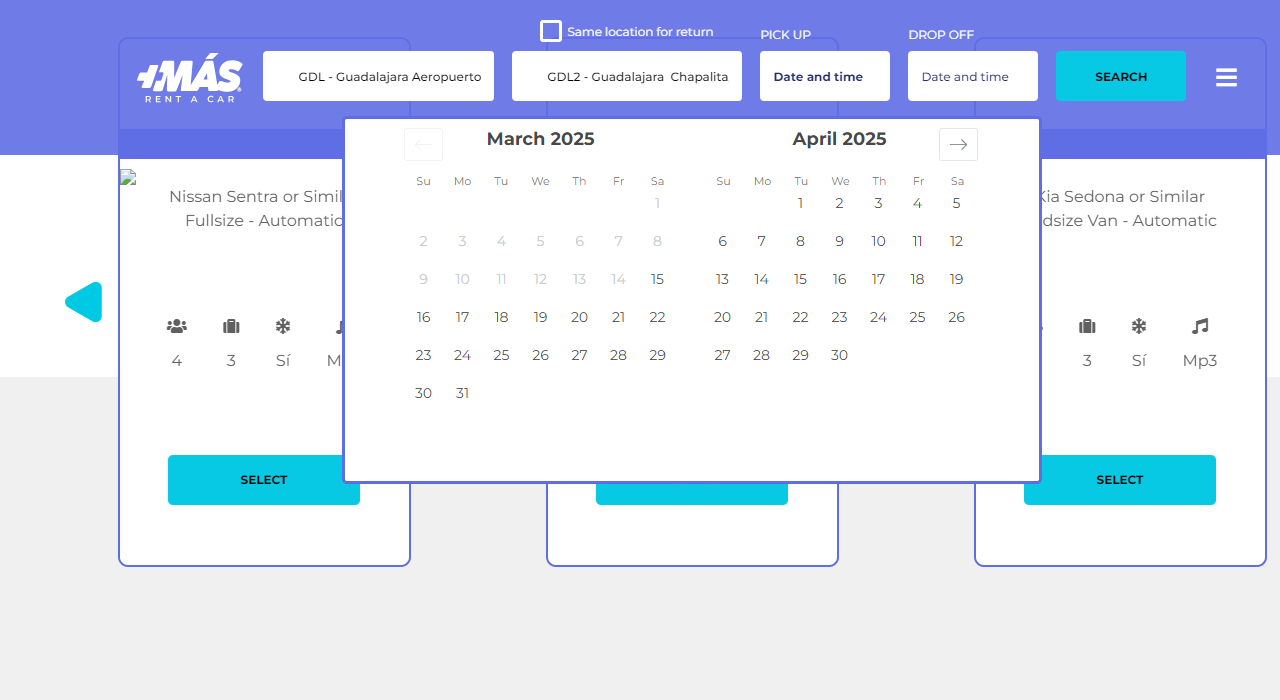 Same location for return
PICK UP
DROP OFF
+MÁS
RENT A CAR
GDL - Guadalajara Aeropuerto
GDL2 - Guadalajara Chapalita
Date and time
Date and time
SEARCH
March 2025
April 2025
Su Mo Tu We Th Fr Sa
1
2 3 4 5 6 7 8
9 10 11 12 13 14 15
16 17 18 19 20 21 22
23 24 25 26 27 28 29
30 31
Su Mo Tu We Th Fr Sa
1 2 3 4 5
6 7 8 9 10 11 12
13 14 15 16 17 18 19
20 21 22 23 24 25 26
27 28 29 30
Nissan Sentra or Simil
Fullsize - Automatic
4 3 Sí M
SELECT
Kia Sedona or Similar
dsize Van - Automatic
3 Sí Mp3
SELECT